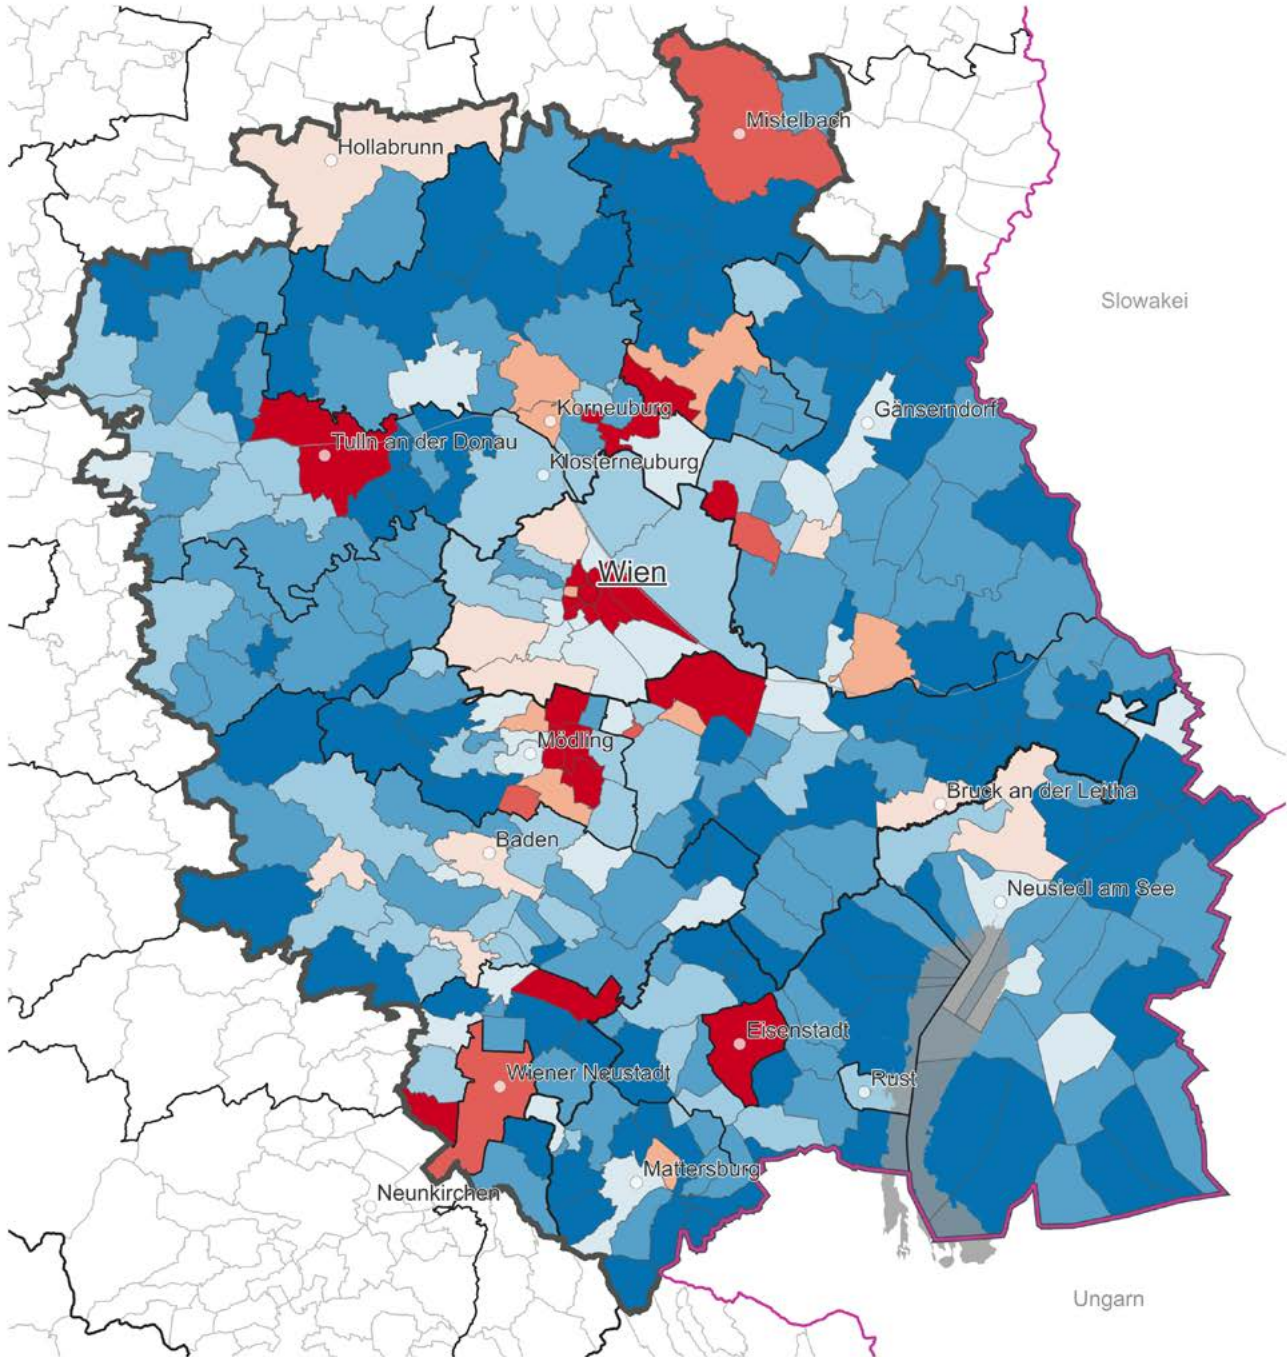 Mistelbach
Hollabrunn
Slowakei
Korneuburg
Gänserndorf
Tulln an der Donau
Klosterneuburg
Wien
Mödling
Bruck an der Leitha
Baden
Neusiedl am See
Eisenstadt
Wiener Neustadt
Rust
Mattersburg
Neunkirchen
Ungarn